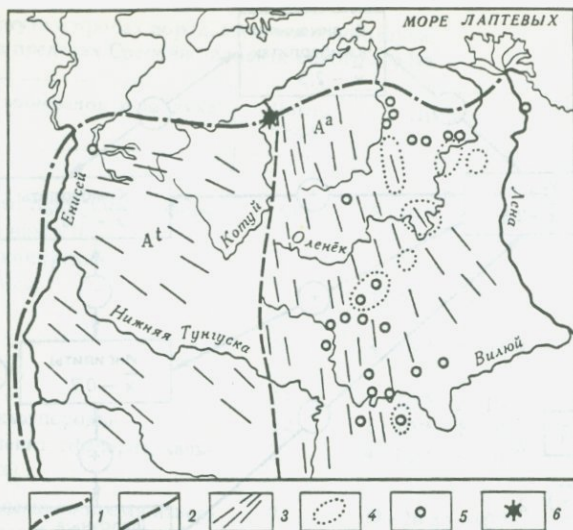 МОРЕ ЛАПТЕВЫХ
Aᵃ
Енисей
Котуй
Лена
Aᵗ
Оленёк
Нижняя Тунгуска
Вилюй
1 2 3 4 5 6